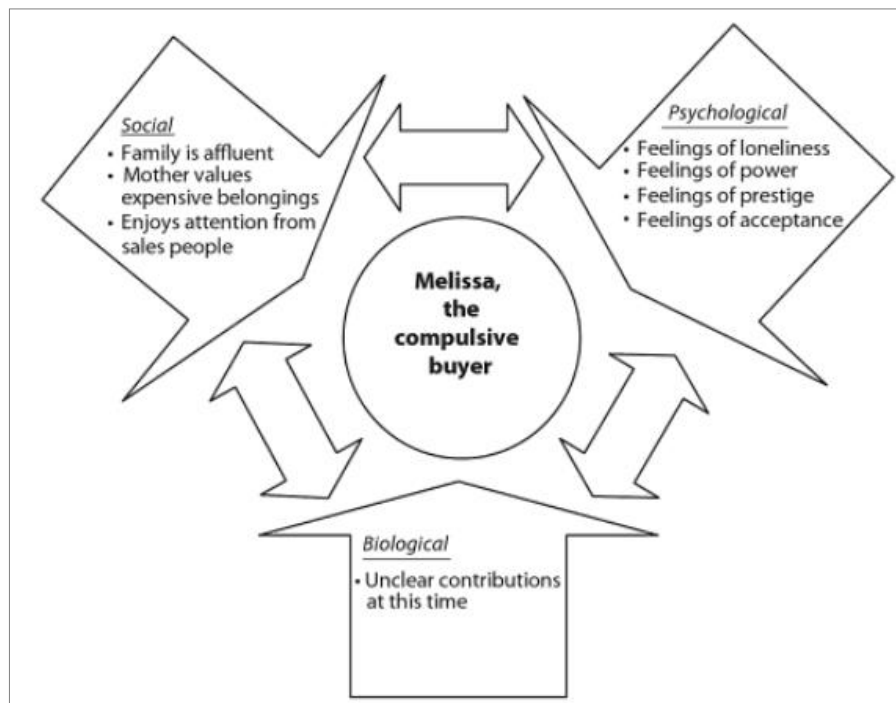 Social
• Family is affluent
• Mother values
expensive belongings
• Enjoys attention from
sales people
Psychological
• Feelings of loneliness
• Feelings of power
• Feelings of prestige
• Feelings of acceptance
Melissa,
the
compulsive
buyer
Biological
• Unclear contributions
at this time